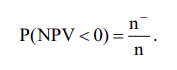 P(NPV < 0) = n⁻/n.